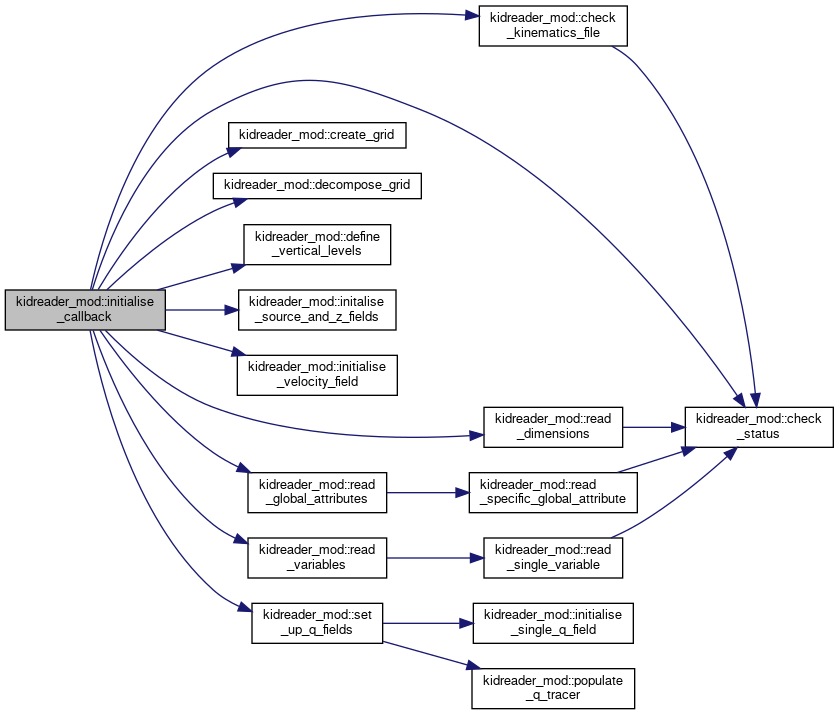 kidreader_mod::check
_kinematics_file
kidreader_mod::create_grid
kidreader_mod::decompose_grid
kidreader_mod::define
_vertical_levels
kidreader_mod::initialise
_callback
kidreader_mod::initalise
_source_and_z_fields
kidreader_mod::initialise
_velocity_field
kidreader_mod::read
_dimensions
kidreader_mod::check
_status
kidreader_mod::read
_global_attributes
kidreader_mod::read
_specific_global_attribute
kidreader_mod::read
_variables
kidreader_mod::read
_single_variable
kidreader_mod::set
_up_q_fields
kidreader_mod::initialise
_single_q_field
kidreader_mod::populate
_q_tracer